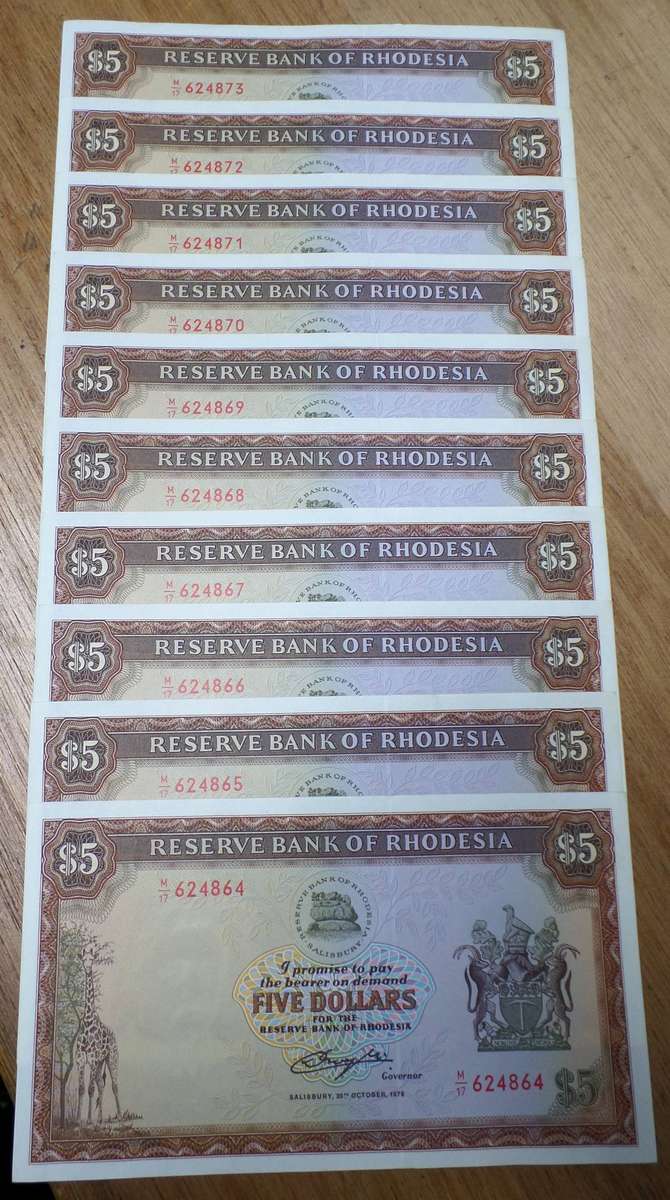 $5 RESERVE BANK OF RHODESIA $5
M/17 624873
$5 RESERVE BANK OF RHODESIA $5
M/17 624872
$5 RESERVE BANK OF RHODESIA $5
M/17 624871
$5 RESERVE BANK OF RHODESIA $5
M/17 624870
$5 RESERVE BANK OF RHODESIA $5
M/17 624869
$5 RESERVE BANK OF RHODESIA $5
M/17 624868
$5 RESERVE BANK OF RHODESIA $5
M/17 624867
$5 RESERVE BANK OF RHODESIA $5
M/17 624866
$5 RESERVE BANK OF RHODESIA $5
M/17 624865
$5 RESERVE BANK OF RHODESIA $5
M/17 624864
RESERVE BANK OF RHODESIA
SALISBURY
I promise to pay
the bearer on demand
FIVE DOLLARS
FOR THE
RESERVE BANK OF RHODESIA
Governor
M/17 624864 $5
SALISBURY, OCTOBER, 1978